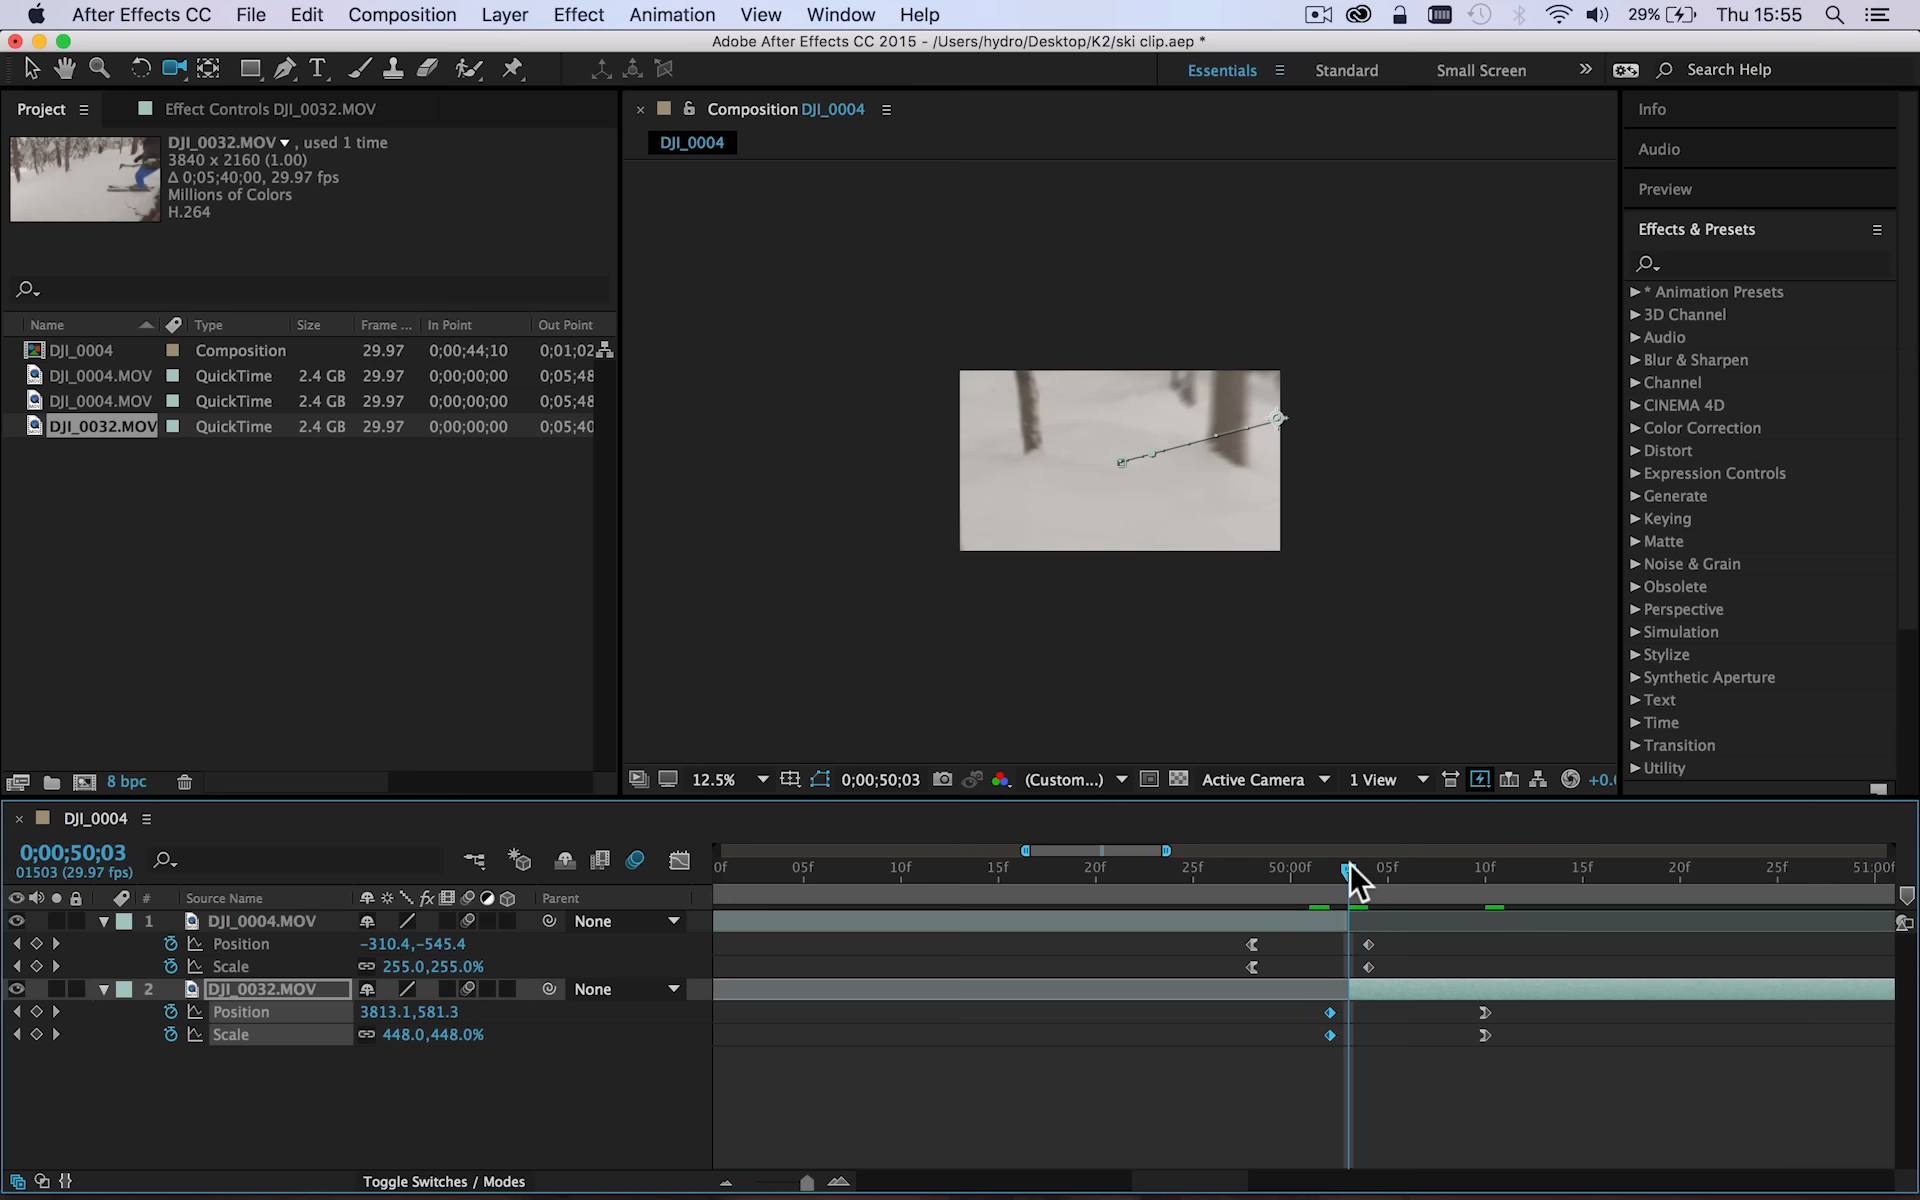 After Effects CC File Edit Composition Layer Effect Animation View Window Help 29% Thu 15:55
Adobe After Effects CC 2015 - /Users/hydro/Desktop/K2/ski clip.aep *
T Essentials Standard Small Screen Search Help
Project Effect Controls DJI_0032.MOV
DJI_0032.MOV , used 1 time
3840 x 2160 (1.00)
Δ 0;05;40;00, 29.97 fps
Millions of Colors
H.264
Name Type Size Frame ... In Point Out Point
DJI_0004 Composition 29.97 0;00;44;10 0;01;02
DJI_0004.MOV QuickTime 2.4 GB 29.97 0;00;00;00 0;05;48
DJI_0004.MOV QuickTime 2.4 GB 29.97 0;00;00;00 0;05;48
DJI_0032.MOV QuickTime 2.4 GB 29.97 0;00;00;00 0;05;40
8 bpc
Composition DJI_0004
DJI_0004
12.5% 0;00;50;03 (Custom...) Active Camera 1 View +0.0
Info
Audio
Preview
Effects & Presets
* Animation Presets
3D Channel
Audio
Blur & Sharpen
Channel
CINEMA 4D
Color Correction
Distort
Expression Controls
Generate
Keying
Matte
Noise & Grain
Obsolete
Perspective
Simulation
Stylize
Synthetic Aperture
Text
Time
Transition
Utility
DJI_0004
0;00;50;03
01503 (29.97 fps)
0f 05f 10f 15f 20f 25f 50:00f 05f 10f 15f 20f 25f 51:00f
# Source Name fx Parent
1 DJI_0004.MOV None
Position -310.4,-545.4
Scale 255.0,255.0%
2 DJI_0032.MOV None
Position 3813.1,581.3
Scale 448.0,448.0%
Toggle Switches / Modes